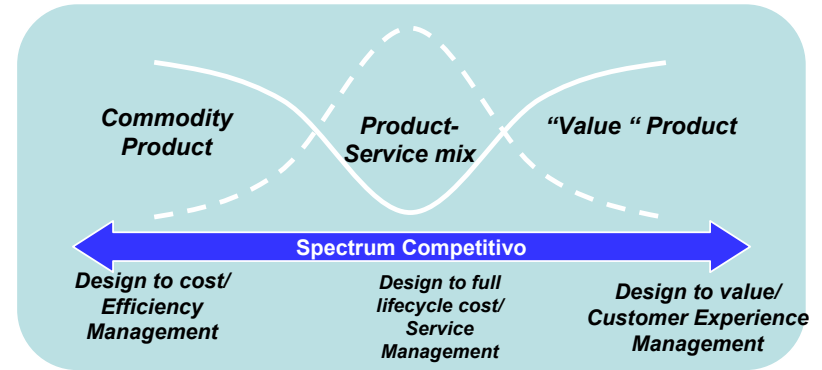 Commodity
Product
Product-
Service mix
“Value “ Product
Spectrum Competitivo
Design to cost/
Efficiency
Management
Design to full
lifecycle cost/
Service
Management
Design to value/
Customer Experience
Management